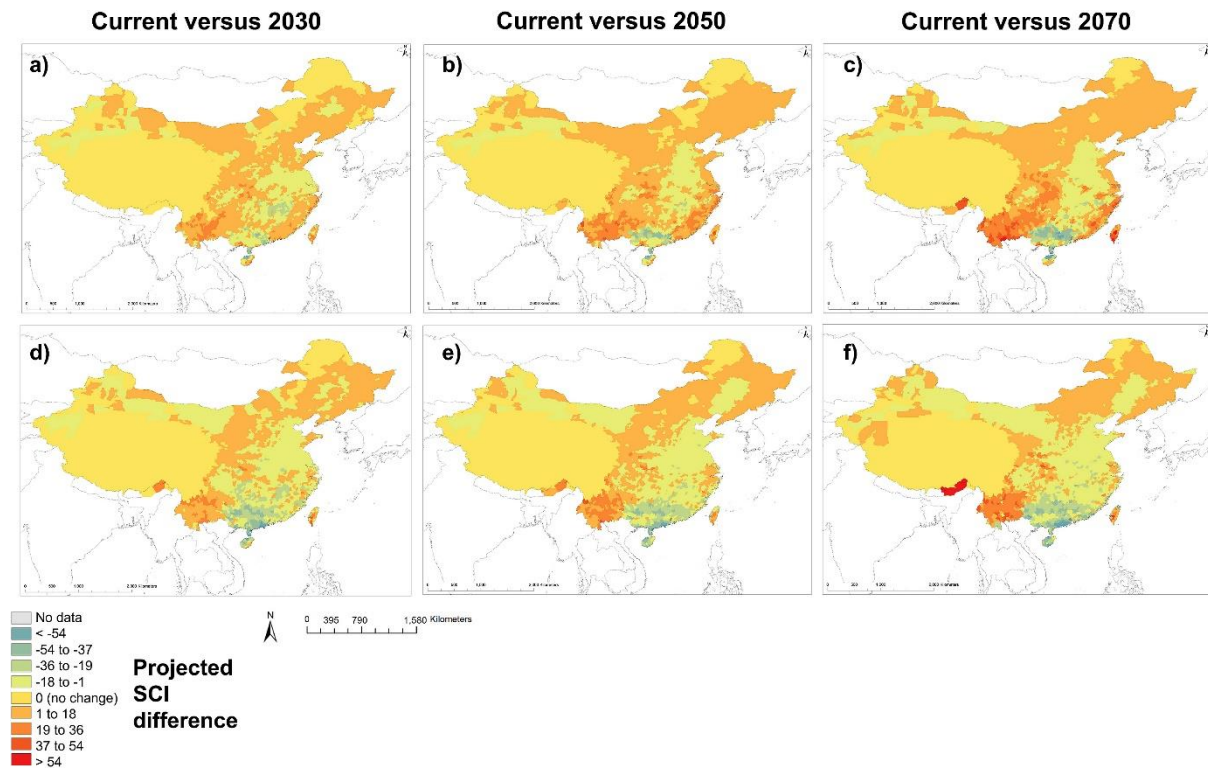 Current versus 2030
Current versus 2050
Current versus 2070
a)
b)
c)
d)
e)
f)
No data
< -54
-54 to -37
-36 to -19
-18 to -1
0 (no change)
1 to 18
19 to 36
37 to 54
> 54
Projected
SCI
difference
N
0 395 790 1,580 Kilometers